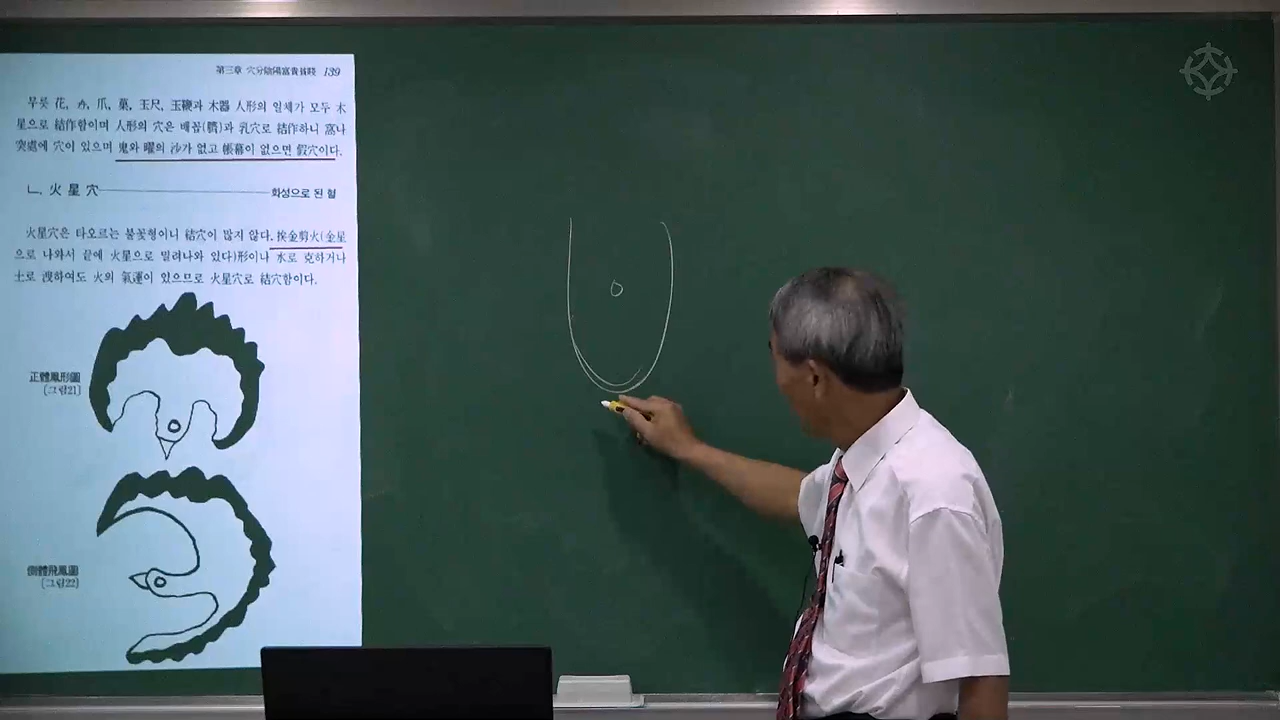 第三章 穴分陰陽富貴貧賤 139
무릇 花, 香, 爪, 菓, 玉尺, 玉鞭과 木器 人形의 일체가 모두 木
星으로 結作함이며 人形의 穴은 배꼽(臍)과 乳穴로 結作하니 窩나
突處에 穴이 있으며 鬼와 曜의 沙가 없고 帳幕이 없으면 假穴이다.
ㄴ. 火星穴 화성으로 된 혈
火星穴은 타오르는 불꽃형이니 結穴이 많지 않다. 挨金剪火(金星
으로 나와서 끝에 火星으로 밀려나와 있다)形이나 水로 克하거나
土로 洩하여도 火의 氣運이 있으므로 火星穴로 結穴함이다.
正體鳳形圖
(그림21)
側體飛鳳圖
(그림22)